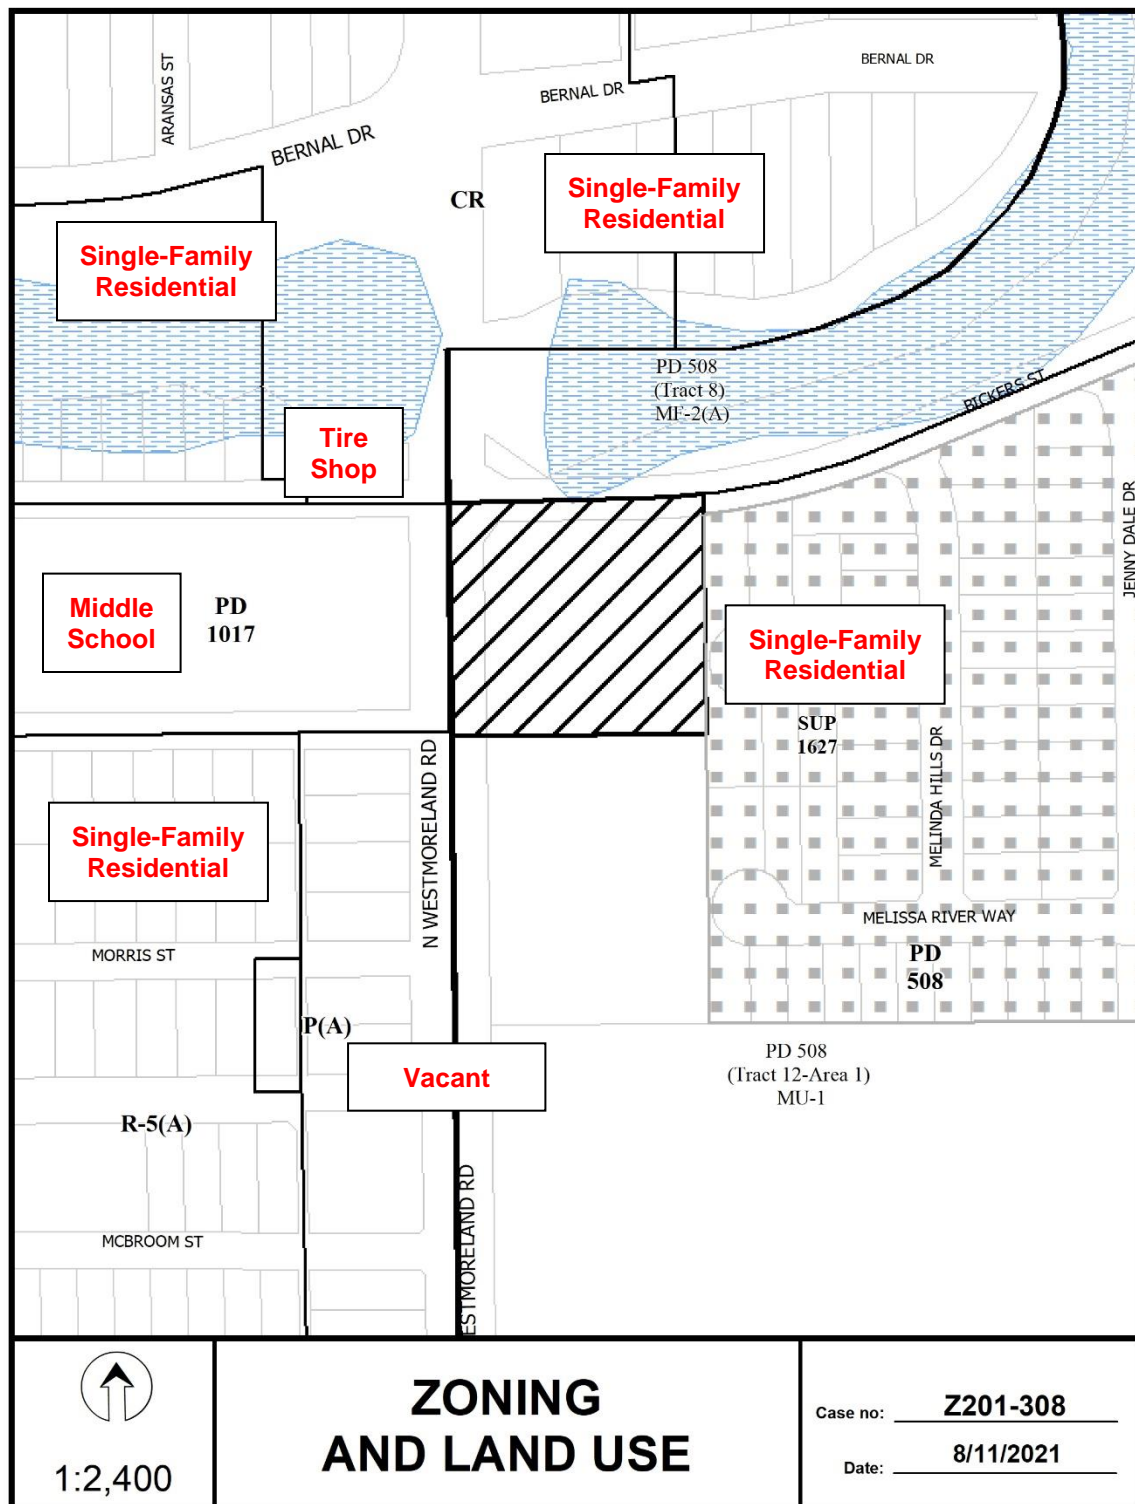 ARANSAS ST
BERNAL DR
BERNAL DR
BERNAL DR
CR
Single-Family
Residential
Single-Family
Residential
PD 508
(Tract 8)
MF-2(A)
BICKERS ST
Tire
Shop
JENNY DALE DR
Middle
School
PD
1017
Single-Family
Residential
SUP
1627
N WESTMORELAND RD
MELINDA HILLS DR
Single-Family
Residential
MELISSA RIVER WAY
MORRIS ST
PD
508
P(A)
PD 508
(Tract 12-Area 1)
MU-1
Vacant
R-5(A)
ESTMORELAND RD
MCBROOM ST
1:2,400
ZONING
AND LAND USE
Case no: Z201-308
Date: 8/11/2021